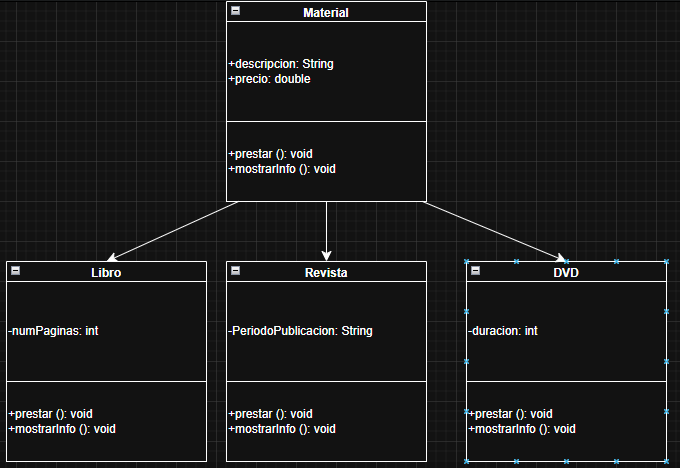 Material
+descripcion: String
+precio: double
+prestar (): void
+mostrarInfo (): void
Libro
-numPaginas: int
+prestar (): void
+mostrarInfo (): void
Revista
-PeriodoPublicacion: String
+prestar (): void
+mostrarInfo (): void
DVD
-duracion: int
+prestar (): void
+mostrarInfo (): void